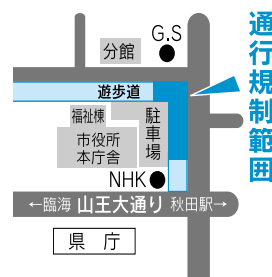 G.S
分館
通行規制範囲
遊歩道
福祉棟
駐車場
市役所
本庁舎
NHK
←臨海 山王大通り 秋田駅→
県庁